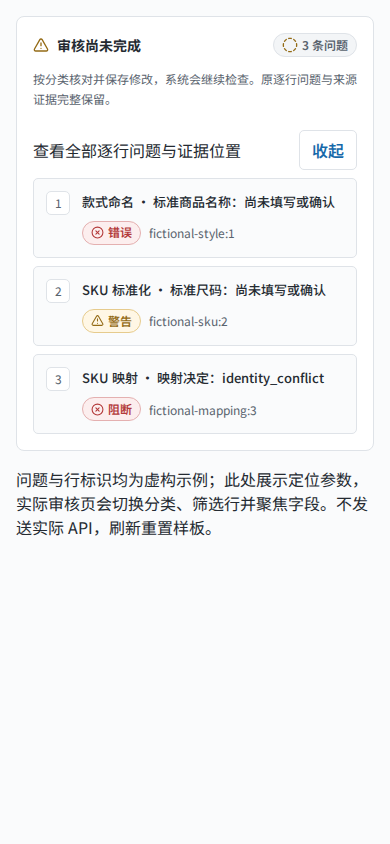 审核尚未完成
3 条问题
按分类核对并保存修改，系统会继续检查。原逐行问题与来源
证据完整保留。
查看全部逐行问题与证据位置
收起
1
款式命名 · 标准商品名称：尚未填写或确认
错误 fictional-style:1
2
SKU 标准化 · 标准尺码：尚未填写或确认
警告 fictional-sku:2
3
SKU 映射 · 映射决定：identity_conflict
阻断 fictional-mapping:3
问题与行标识均为虚构示例；此处展示定位参数，
实际审核页会切换分类、筛选行并聚焦字段。不发
送实际 API，刷新重置样板。